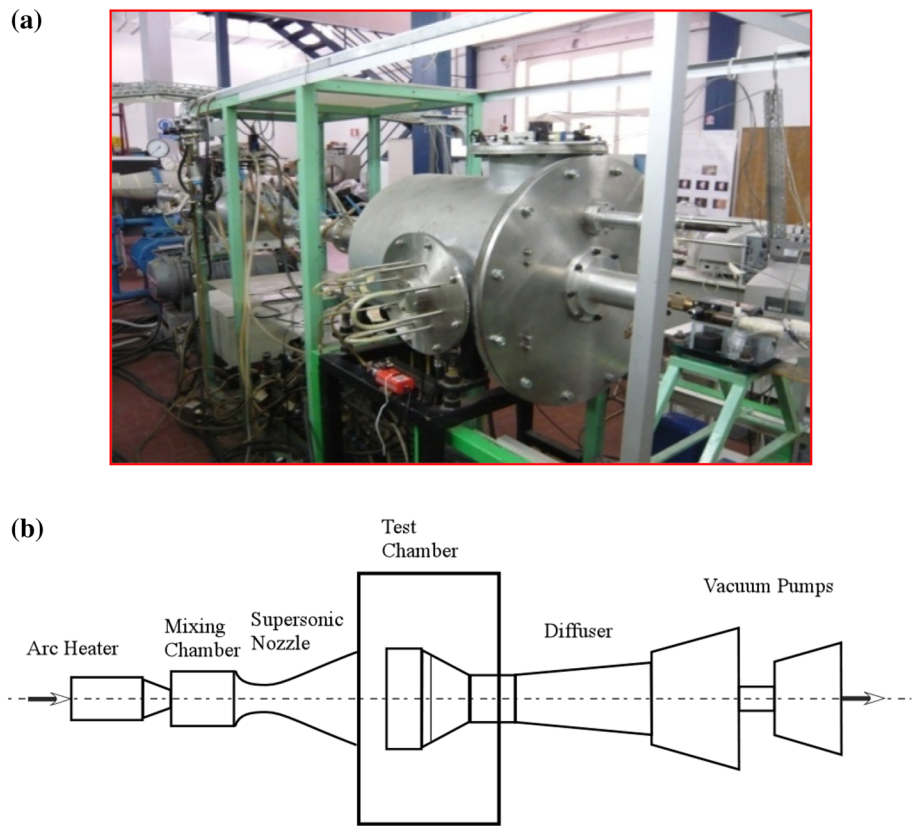 (a)
(b)
Test
Chamber
Vacuum Pumps
Supersonic
Nozzle
Mixing
Chamber
Diffuser
Arc Heater